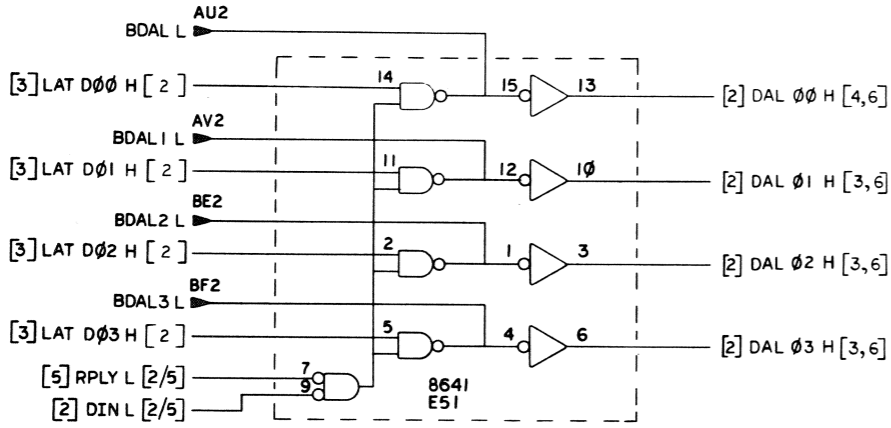 AU2
BDAL L
[3] LAT DØØ H [2] 14 15 13 [2] DAL ØØ H [4,6]
AV2
BDAL1 L
[3] LAT DØ1 H [2] 11 12 1Ø [2] DAL Ø1 H [3,6]
BE2
BDAL2 L
[3] LAT DØ2 H [2] 2 1 3 [2] DAL Ø2 H [3,6]
BF2
BDAL3 L
[3] LAT DØ3 H [2] 5 4 6 [2] DAL Ø3 H [3,6]
[5] RPLY L [2/5] 7
[2] DIN L [2/5] 9
8641
E51